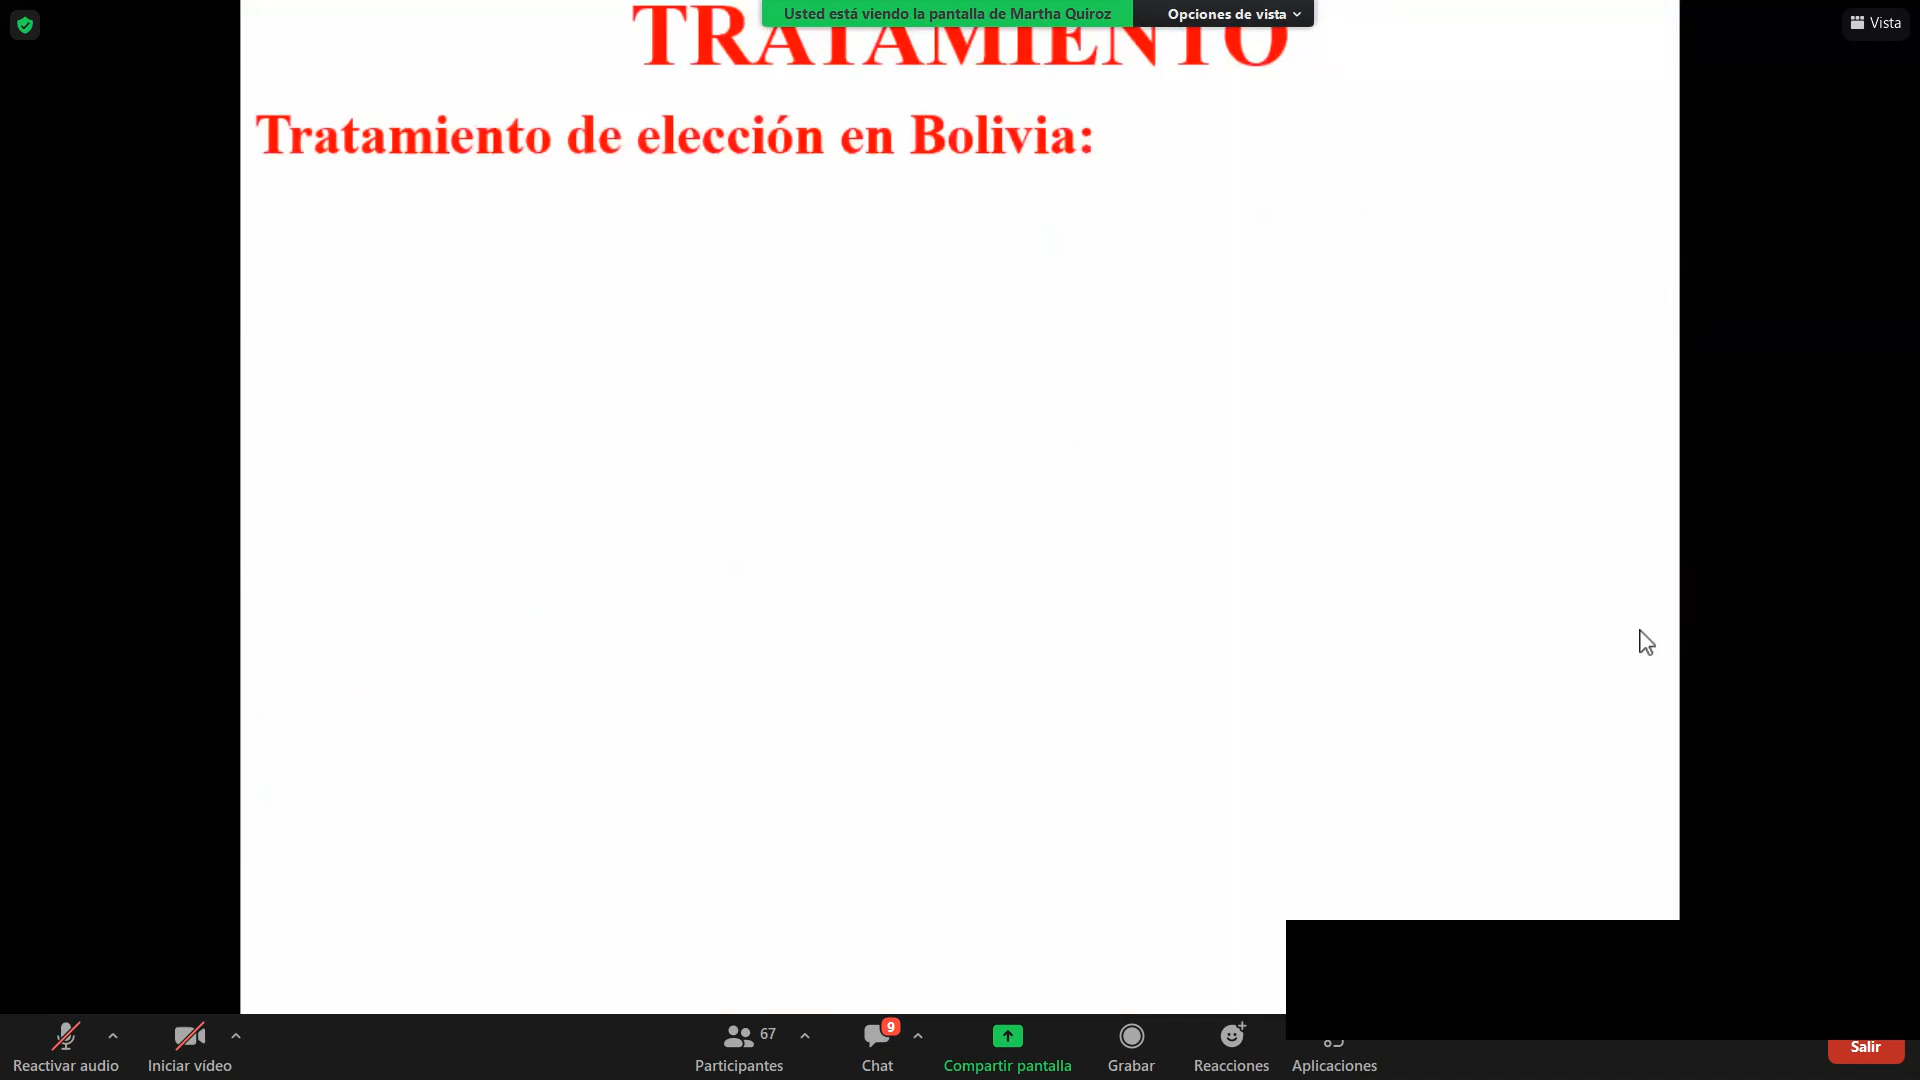 Usted está viendo la pantalla de Martha Quiroz
Opciones de vista
Vista
TRATAMIENTO
Tratamiento de elección en Bolivia:
67
9
Reactivar audio
Iniciar vídeo
Participantes
Chat
Compartir pantalla
Grabar
Reacciones
Aplicaciones
Salir